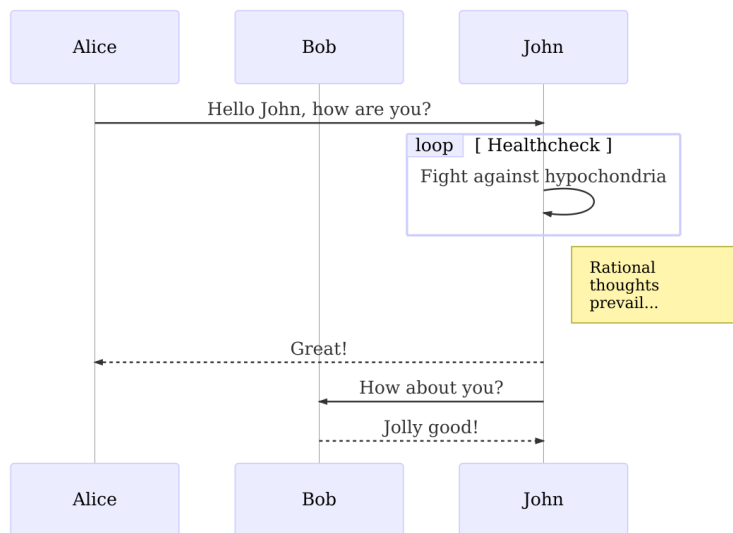 Alice
Bob
John
Hello John, how are you?
loop
[ Healthcheck ]
Fight against hypochondria
Rational
thoughts
prevail...
Great!
How about you?
Jolly good!
Alice
Bob
John